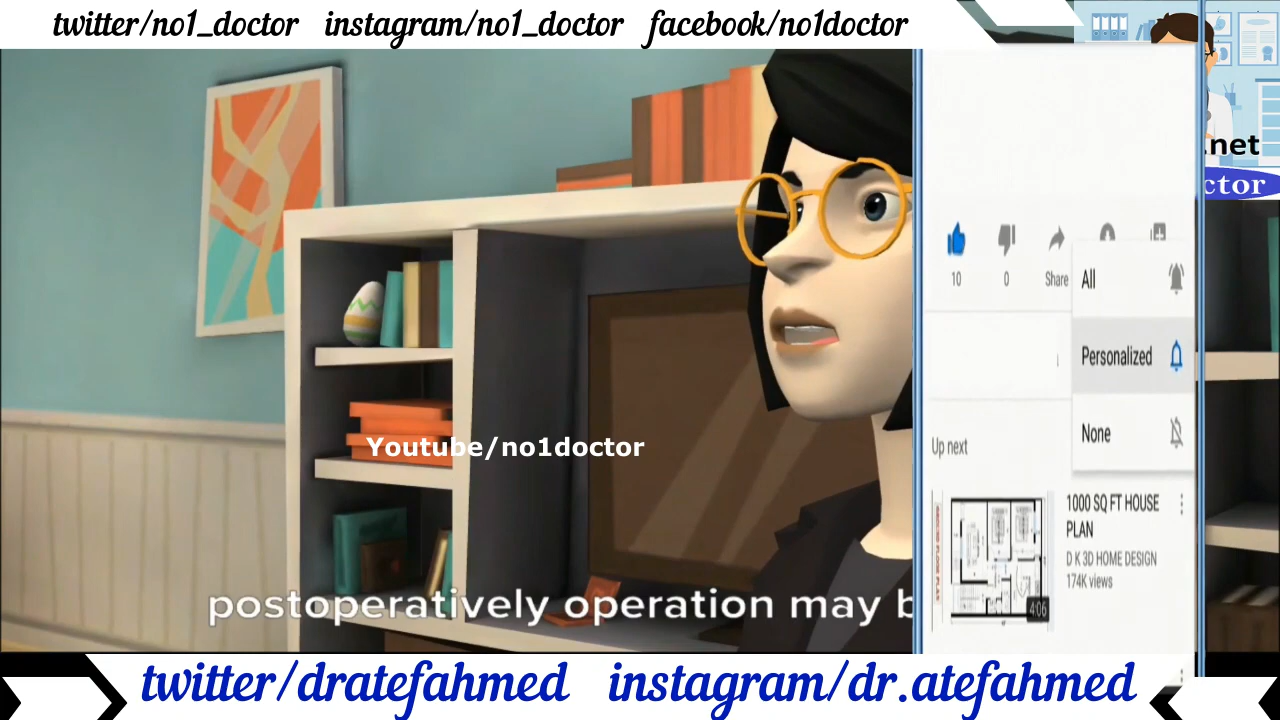 twitter/no1_doctor instagram/no1_doctor facebook/no1doctor
.net
ctor
10
0
Share
All
Personalized
None
Youtube/no1doctor
Up next
1000 SQ FT HOUSE
PLAN
D K 3D HOME DESIGN
174K views
4:06
postoperatively operation may b
twitter/dratefahmed instagram/dr.atefahmed